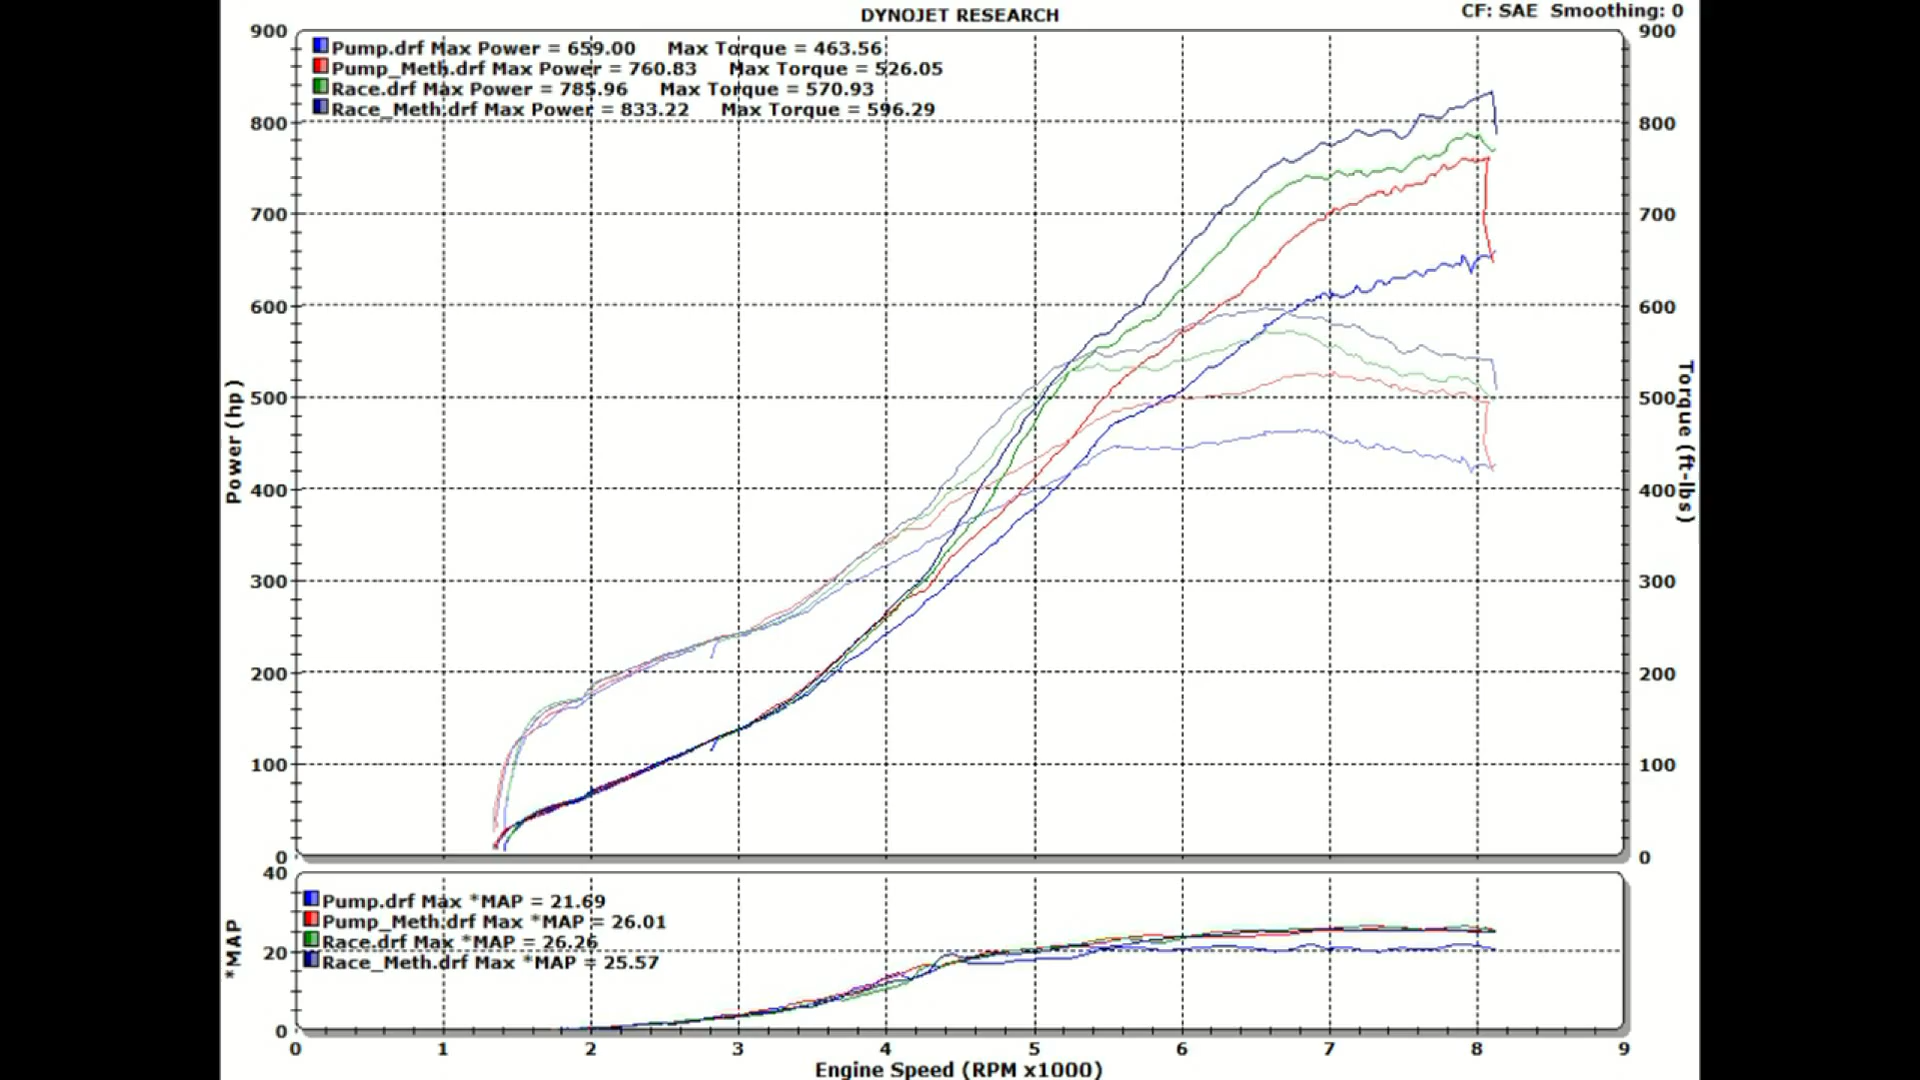 DYNOJET RESEARCH
CF: SAE Smoothing: 0
Pump.drf Max Power = 659.00 Max Torque = 463.56
Pump_Meth.drf Max Power = 760.83 Max Torque = 526.05
Race.drf Max Power = 785.96 Max Torque = 570.93
Race_Meth.drf Max Power = 833.22 Max Torque = 596.29
900
800
700
600
500
400
300
200
100
0
Power (hp)
900
800
700
600
500
400
300
200
100
0
Torque (ft-lbs)
Pump.drf Max *MAP = 21.69
Pump_Meth.drf Max *MAP = 26.01
Race.drf Max *MAP = 26.26
Race_Meth.drf Max *MAP = 25.57
40
20
0
*MAP
0 1 2 3 4 5 6 7 8 9
Engine Speed (RPM x1000)